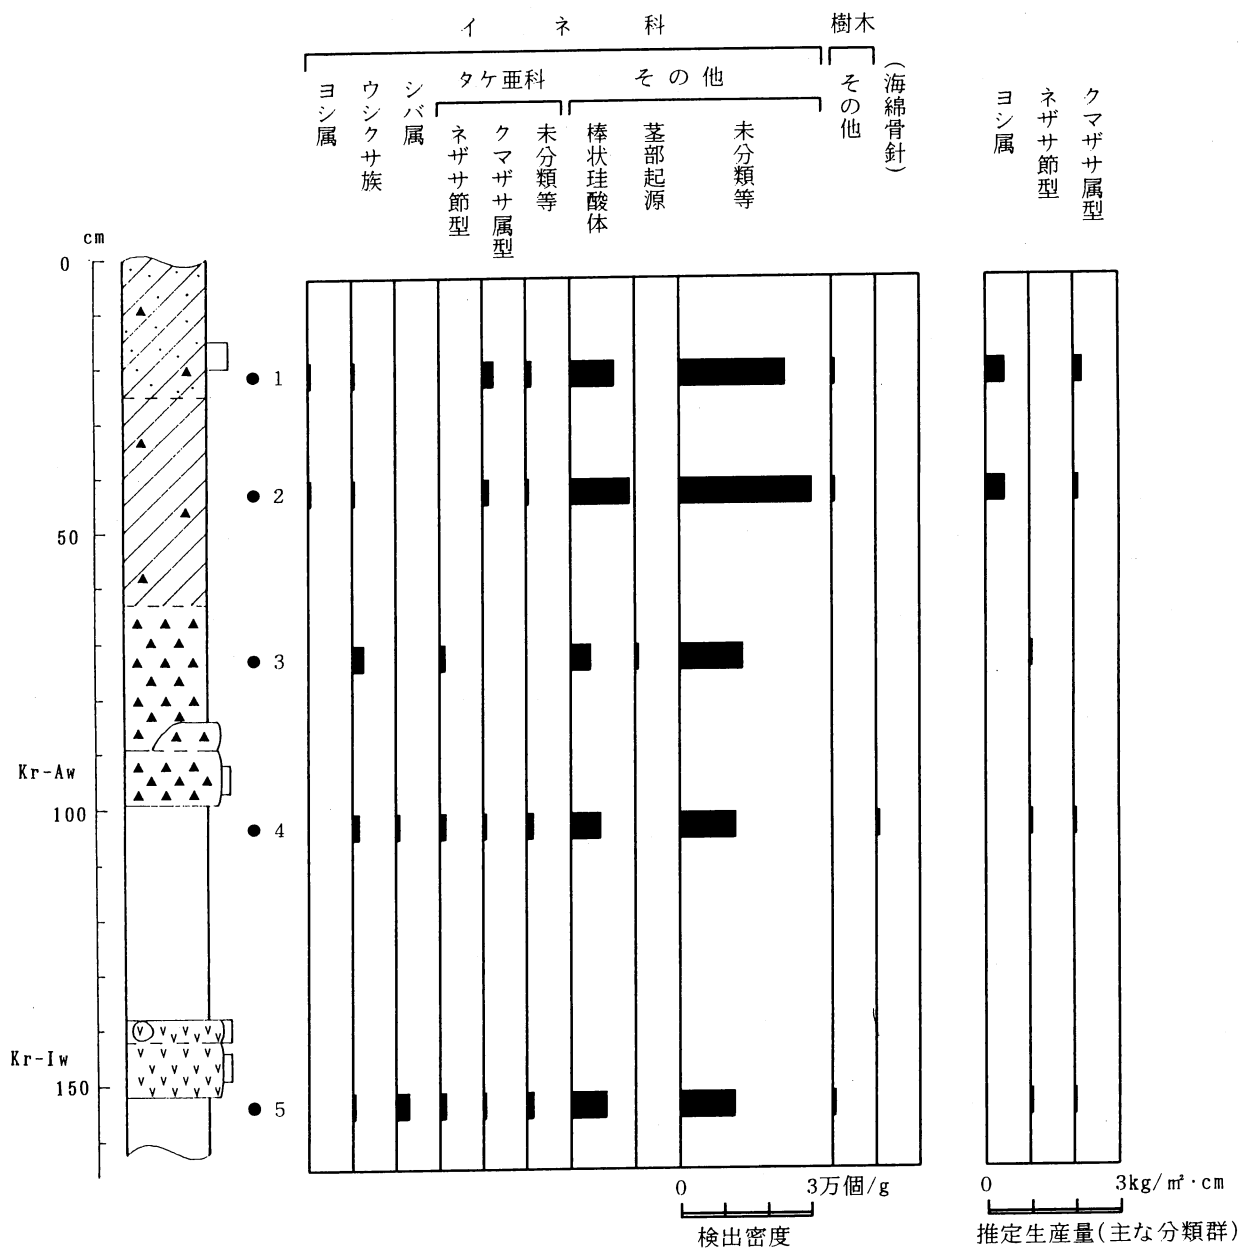 イネ科
樹木
タケ亜科
その他
ヨシ属
ウシクサ族
シバ属
ネザサ節型
クマザサ属型
未分類等
棒状珪酸体
茎部起源
未分類等
その他
(海綿骨針)
ヨシ属
ネザサ節型
クマザサ属型
cm
0
1
2
50
3
Kr-Aw
100
4
Kr-Iw
150
5
0 3万個/g
検出密度
0 3kg/㎡·cm
推定生産量(主な分類群)